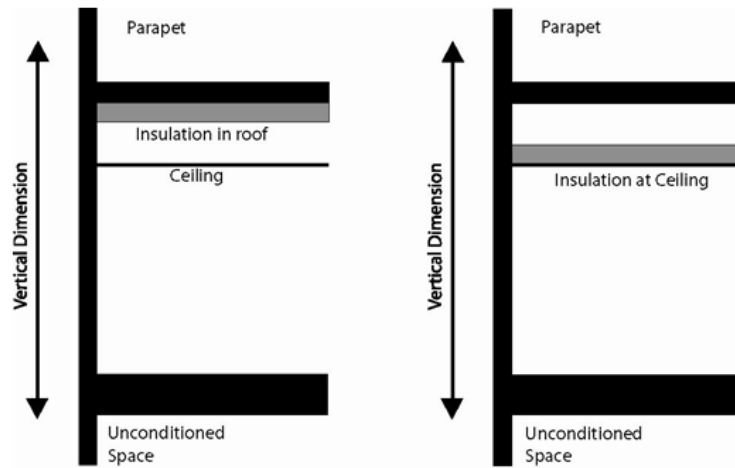 Parapet
Vertical Dimension
Insulation in roof
Ceiling
Unconditioned
Space
Parapet
Vertical Dimension
Insulation at Ceiling
Unconditioned
Space